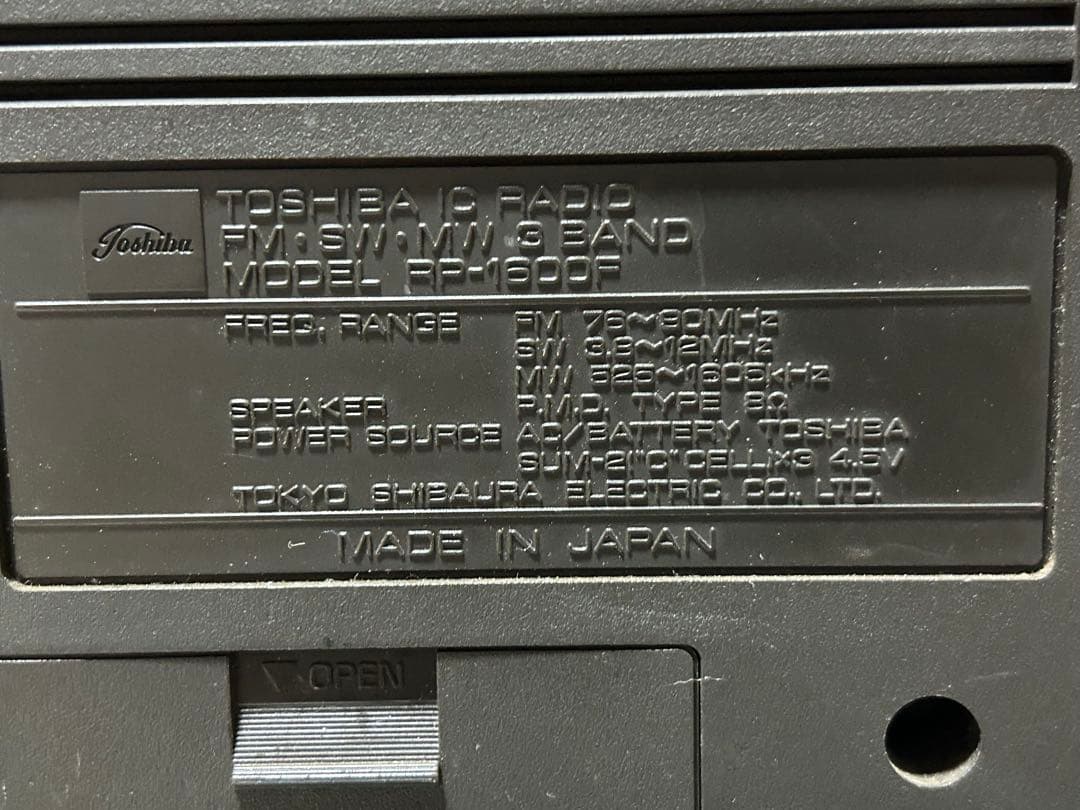 Toshiba
TOSHIBA IC RADIO
FM·SW·MW 3 BAND
MODEL RP-1600F
FREQ. RANGE FM 76~90MHz
SW 3.9~12MHz
MW 525~1605kHz
SPEAKER P.M.D. TYPE 8Ω
POWER SOURCE AC/BATTERY TOSHIBA
SUM-2("C"CELL)×3 4.5V
TOKYO SHIBAURA ELECTRIC CO., LTD.
MADE IN JAPAN
OPEN